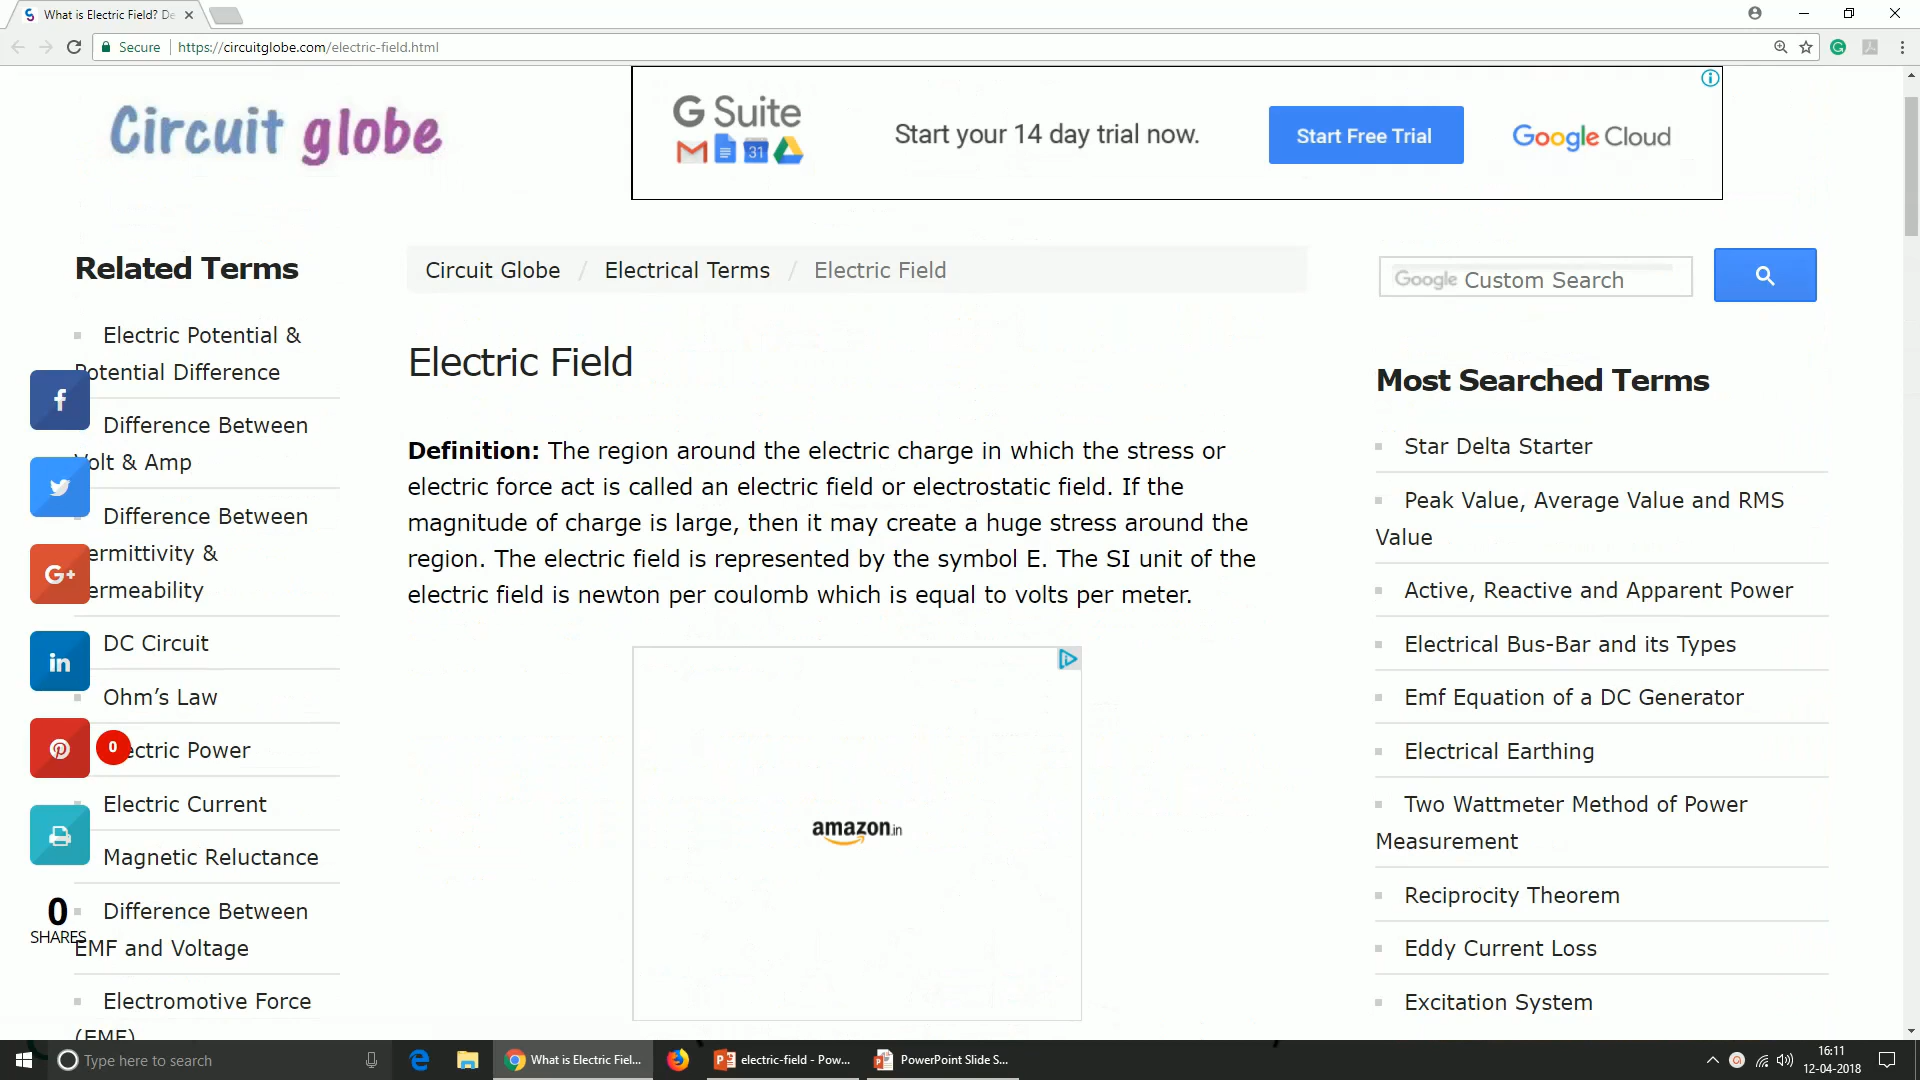 What is Electric Field? De
Secure
https://circuitglobe.com/electric-field.html
Circuit globe
G Suite
31
Start your 14 day trial now.
Start Free Trial
Google Cloud
Related Terms
Electric Potential &
Potential Difference
Difference Between
Volt & Amp
Difference Between
ermittivity &
ermeability
DC Circuit
Ohm’s Law
ectric Power
Electric Current
Magnetic Reluctance
Difference Between
EMF and Voltage
Electromotive Force
(EMF)
f
G+
in
0
0
SHARES
Circuit Globe / Electrical Terms / Electric Field
Electric Field
Definition: The region around the electric charge in which the stress or
electric force act is called an electric field or electrostatic field. If the
magnitude of charge is large, then it may create a huge stress around the
region. The electric field is represented by the symbol E. The SI unit of the
electric field is newton per coulomb which is equal to volts per meter.
amazon.in
Google Custom Search
Most Searched Terms
Star Delta Starter
Peak Value, Average Value and RMS
Value
Active, Reactive and Apparent Power
Electrical Bus-Bar and its Types
Emf Equation of a DC Generator
Electrical Earthing
Two Wattmeter Method of Power
Measurement
Reciprocity Theorem
Eddy Current Loss
Excitation System
Type here to search
What is Electric Fiel...
electric-field - Pow...
PowerPoint Slide S...
16:11
12-04-2018